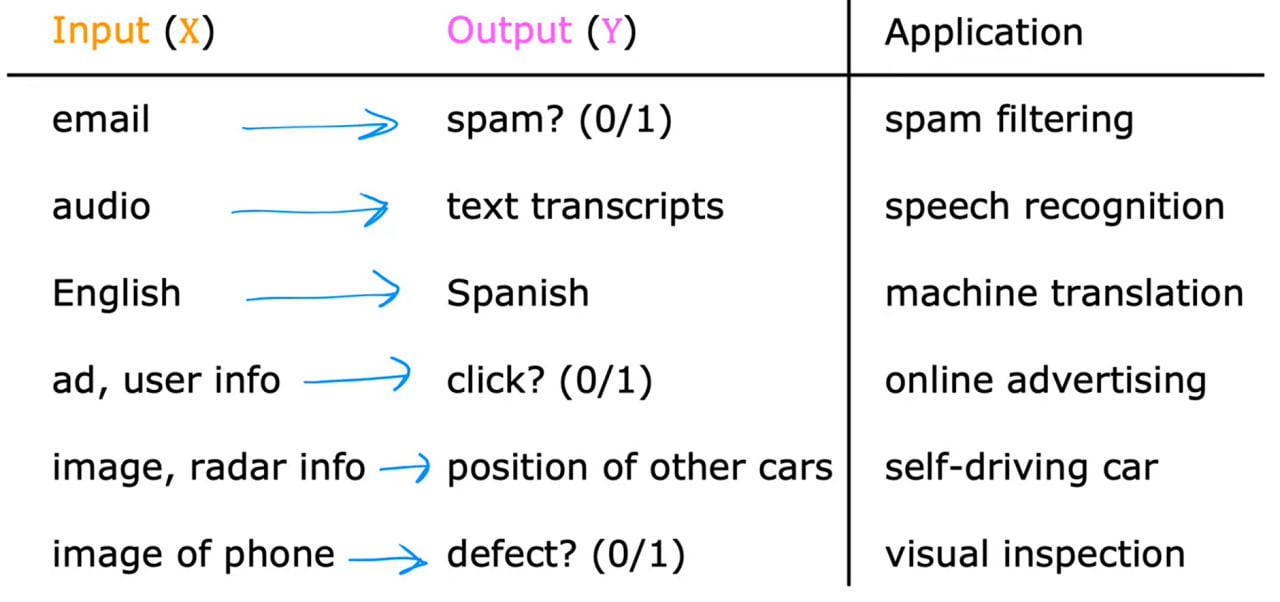 Input (X) Output (Y) Application
email spam? (0/1) spam filtering
audio text transcripts speech recognition
English Spanish machine translation
ad, user info click? (0/1) online advertising
image, radar info position of other cars self-driving car
image of phone defect? (0/1) visual inspection